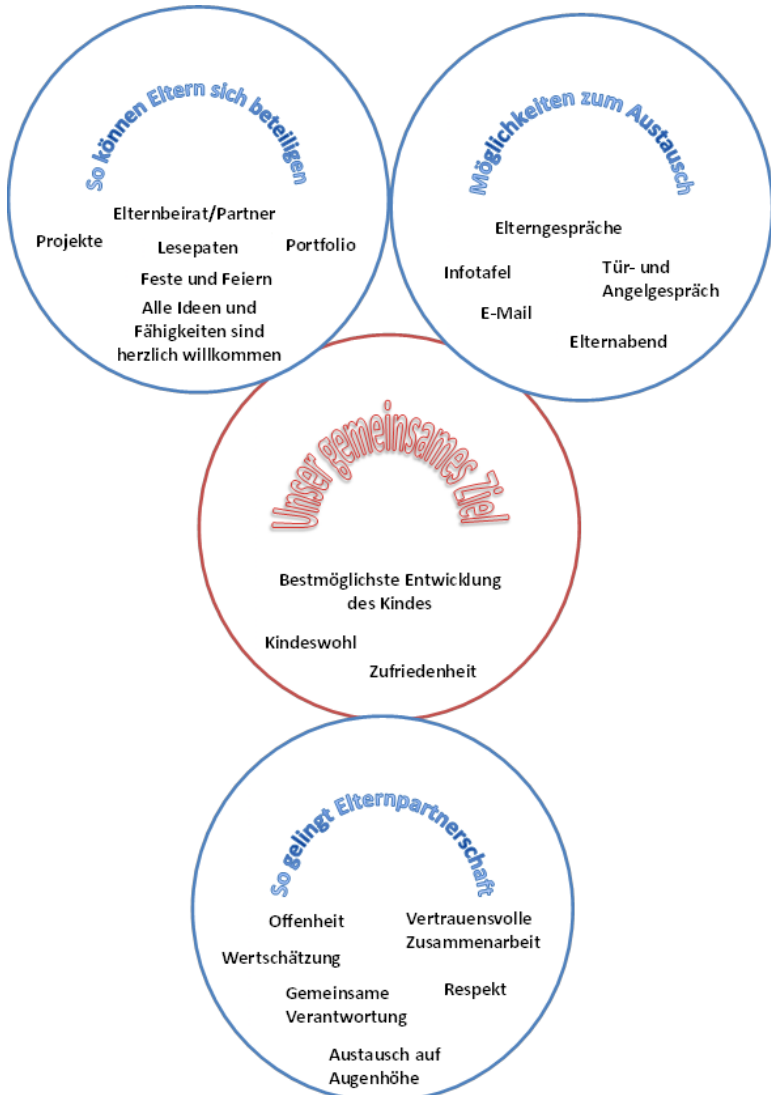 So können Eltern sich beteiligen
Elternbeirat/Partner
Projekte
Lesepaten
Portfolio
Feste und Feiern
Alle Ideen und
Fähigkeiten sind
herzlich willkommen
Möglichkeiten zum Austausch
Elterngespräche
Infotafel
Tür- und
Angelgespräch
E-Mail
Elternabend
Unser gemeinsames Ziel
Bestmöglichste Entwicklung
des Kindes
Kindeswohl
Zufriedenheit
So gelingt Elternpartnerschaft
Offenheit
Vertrauensvolle
Zusammenarbeit
Wertschätzung
Gemeinsame
Verantwortung
Respekt
Austausch auf
Augenhöhe